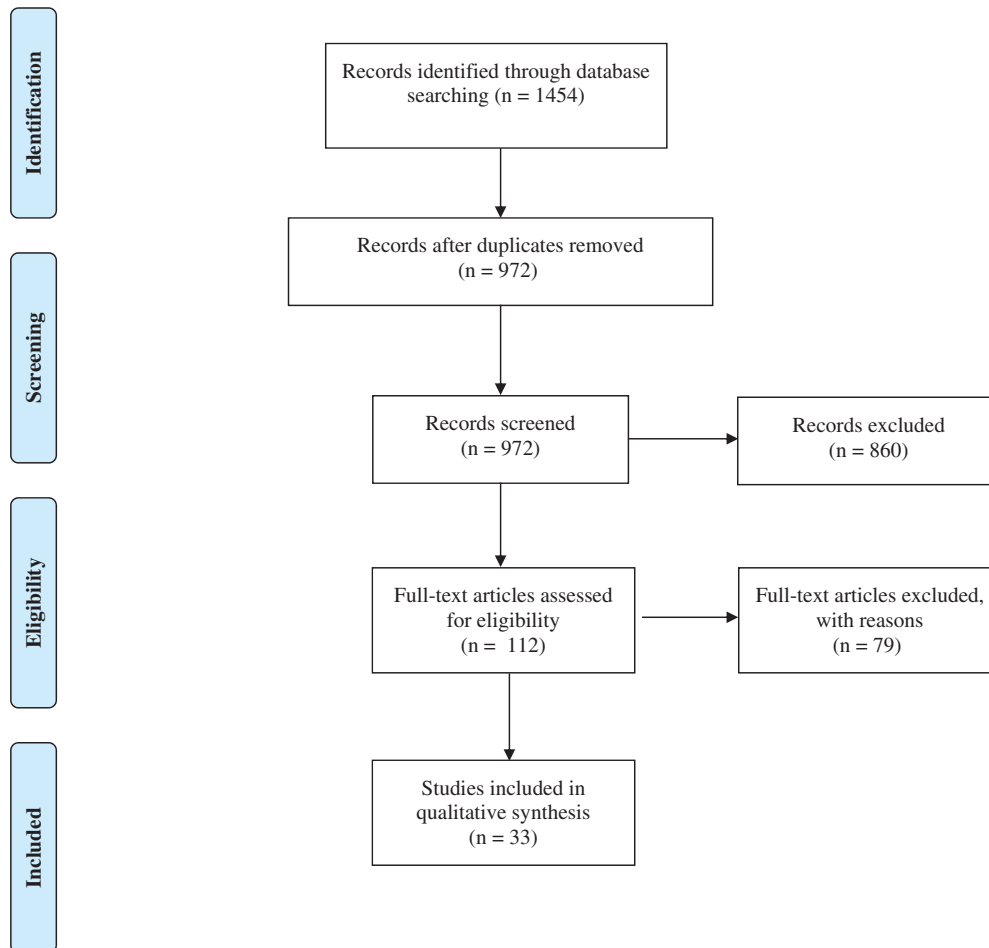 Identification
Records identified through database
searching (n = 1454)
Records after duplicates removed
(n = 972)
Screening
Records screened
(n = 972)
Records excluded
(n = 860)
Eligibility
Full-text articles assessed
for eligibility
(n = 112)
Full-text articles excluded,
with reasons
(n = 79)
Included
Studies included in
qualitative synthesis
(n = 33)